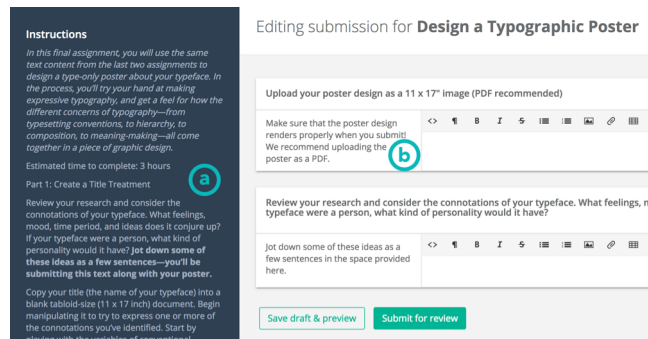 Instructions
In this final assignment, you will use the same
text content from the last two assignments to
design a type-only poster about your typeface. In
the process, you'll try your hand at making
expressive typography, and get a feel for how the
different concerns of typography—from
typesetting conventions, to hierarchy, to
composition, to meaning-making—all come
together in a piece of graphic design.
Estimated time to complete: 3 hours
a
Part 1: Create a Title Treatment
Review your research and consider the
connotations of your typeface. What feelings,
mood, time period, and ideas does it conjure up?
If your typeface were a person, what kind of
personality would it have? Jot down some of
these ideas as a few sentences—you'll be
submitting this text along with your poster.
Copy your title (the name of your typeface) into a
blank tabloid-size (11 x 17 inch) document. Begin
manipulating it to try to express one or more of
the connotations you've identified. Start by
playing with the variables of conventional
Editing submission for Design a Typographic Poster
Upload your poster design as a 11 x 17" image (PDF recommended)
Make sure that the poster design
renders properly when you submit!
We recommend uploading the
poster as a PDF.
b
<> ¶ B I S
Review your research and consider the connotations of your typeface. What feelings, m
typeface were a person, what kind of personality would it have?
Jot down some of these ideas as a
few sentences in the space provided
here.
<> ¶ B I S
Save draft & preview
Submit for review